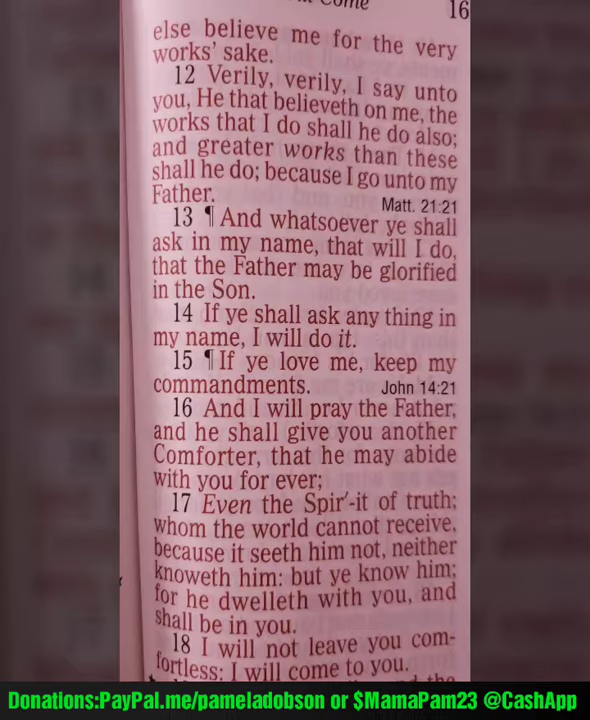 Come
16
else believe me for the very
works' sake.
12 Verily, verily, I say unto
you, He that believeth on me, the
works that I do shall he do also;
and greater works than these
shall he do; because I go unto my
Father. Matt. 21:21
13 ¶ And whatsoever ye shall
ask in my name, that will I do,
that the Father may be glorified
in the Son.
14 If ye shall ask any thing in
my name, I will do it.
15 ¶ If ye love me, keep my
commandments. John 14:21
16 And I will pray the Father,
and he shall give you another
Comforter, that he may abide
with you for ever;
17 Even the Spir′-it of truth;
whom the world cannot receive,
because it seeth him not, neither
knoweth him: but ye know him;
for he dwelleth with you, and
shall be in you.
18 I will not leave you com-
fortless: I will come to you.
Donations:PayPal.me/pameladobson or $MamaPam23 @CashApp